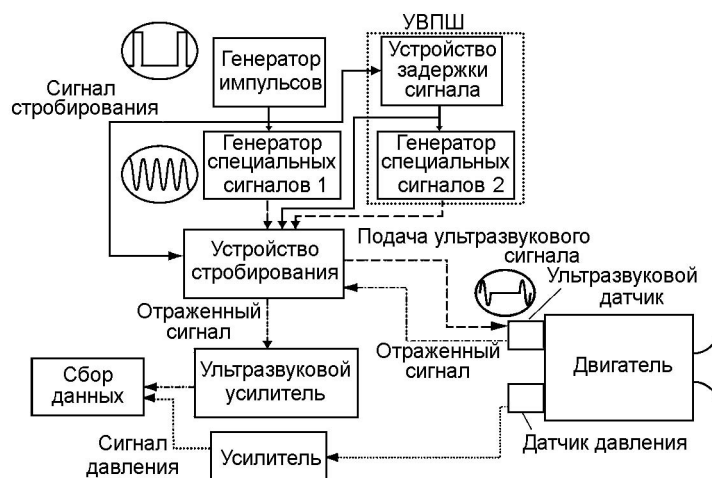 УВПШ
Генератор
импульсов
Устройство
задержки
сигнала
Сигнал
стробирования
Генератор
специальных
сигналов 1
Генератор
специальных
сигналов 2
Устройство
стробирования
Подача ультразвукового
сигнала
Ультразвуковой
датчик
Отраженный
сигнал
Отраженный
сигнал
Двигатель
Сбор
данных
Ультразвуковой
усилитель
Датчик давления
Сигнал
давления
Усилитель